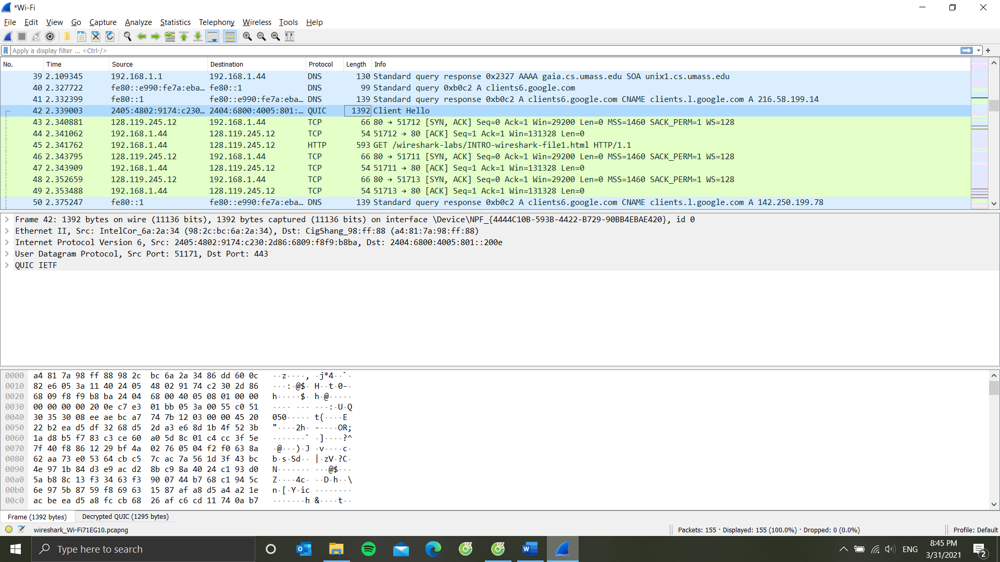 *Wi-Fi
File Edit View Go Capture Analyze Statistics Telephony Wireless Tools Help
Apply a display filter ... <Ctrl-/>
No. Time Source Destination Protocol Length Info
39 2.109345 192.168.1.1 192.168.1.44 DNS 130 Standard query response 0x2327 AAAA gaia.cs.umass.edu SOA unix1.cs.umass.edu
40 2.327722 fe80::e990:fe7a:eba… fe80::1 DNS 99 Standard query 0xb0c2 A clients6.google.com
41 2.332399 fe80::1 fe80::e990:fe7a:eba… DNS 139 Standard query response 0xb0c2 A clients6.google.com CNAME clients.l.google.com A 216.58.199.14
42 2.339003 2405:4802:9174:c230… 2404:6800:4005:801:… QUIC 1392 Client Hello
43 2.340881 128.119.245.12 192.168.1.44 TCP 66 80 → 51712 [SYN, ACK] Seq=0 Ack=1 Win=29200 Len=0 MSS=1460 SACK_PERM=1 WS=128
44 2.341062 192.168.1.44 128.119.245.12 TCP 54 51712 → 80 [ACK] Seq=1 Ack=1 Win=131328 Len=0
45 2.341762 192.168.1.44 128.119.245.12 HTTP 593 GET /wireshark-labs/INTRO-wireshark-file1.html HTTP/1.1
46 2.343795 128.119.245.12 192.168.1.44 TCP 66 80 → 51711 [SYN, ACK] Seq=0 Ack=1 Win=29200 Len=0 MSS=1460 SACK_PERM=1 WS=128
47 2.343909 192.168.1.44 128.119.245.12 TCP 54 51711 → 80 [ACK] Seq=1 Ack=1 Win=131328 Len=0
48 2.352659 128.119.245.12 192.168.1.44 TCP 66 80 → 51713 [SYN, ACK] Seq=0 Ack=1 Win=29200 Len=0 MSS=1460 SACK_PERM=1 WS=128
49 2.353488 192.168.1.44 128.119.245.12 TCP 54 51713 → 80 [ACK] Seq=1 Ack=1 Win=131328 Len=0
50 2.375247 fe80::1 fe80::e990:fe7a:eba… DNS 139 Standard query response 0xb0c2 A clients6.google.com CNAME clients.l.google.com A 142.250.199.78
Frame 42: 1392 bytes on wire (11136 bits), 1392 bytes captured (11136 bits) on interface \Device\NPF_{4444C10B-593B-4422-B729-90BB4EBAE420}, id 0
Ethernet II, Src: IntelCor_6a:2a:34 (98:2c:bc:6a:2a:34), Dst: CigShang_98:ff:88 (a4:81:7a:98:ff:88)
Internet Protocol Version 6, Src: 2405:4802:9174:c230:2d86:6809:f8f9:b8ba, Dst: 2404:6800:4005:801::200e
User Datagram Protocol, Src Port: 51171, Dst Port: 443
QUIC IETF
0000 a4 81 7a 98 ff 88 98 2c bc 6a 2a 34 86 dd 60 0c ··z····, ·j*4··`·
0010 82 e6 05 3a 11 40 24 05 48 02 91 74 c2 30 2d 86 ···:·@$· H··t·0-·
0020 68 09 f8 f9 b8 ba 24 04 68 00 40 05 08 01 00 00 h·····$· h·@·····
0030 00 00 00 00 20 0e c7 e3 01 bb 05 3a 00 55 c0 51 ···· ··· ···:·U·Q
0040 30 35 30 08 ee ae bc a7 74 7b 12 03 00 00 45 20 050····· t{····E
0050 22 b2 ea d5 df 32 68 d5 2d a3 e6 8d 1b 4f 52 3b "····2h· -····OR;
0060 1a d8 b5 f7 83 c3 ce 60 a0 5d 8c 01 c4 cc 3f 5e ·······` ·]····?^
0070 7f 40 f8 86 12 29 bf 4a 02 76 05 04 f2 f0 63 8a ·@···)·J ·v····c·
0080 62 aa 73 e0 53 64 cb c5 7c ac 7a 56 1d 3f 43 bc b·s·Sd·· |·zV·?C·
0090 4e 97 1b 84 d3 e9 ac d2 8b c9 8a 40 24 c1 93 d0 N······· ···@$···
00a0 5a b8 8c 13 f3 34 63 f3 90 07 44 b7 68 c1 94 5c Z····4c· ··D·h··\
00b0 6e 97 5b 87 59 f8 69 63 15 87 af a8 d5 a4 a2 1e n·[·Y·ic ········
00c0 ac be ea d5 a8 fc cb 68 26 af c6 cd 11 74 0a b7 ·······h &····t··
Frame (1392 bytes) Decrypted QUIC (1295 bytes)
wireshark_Wi-Fi71EG10.pcapng Packets: 155 · Displayed: 155 (100.0%) · Dropped: 0 (0.0%) Profile: Default
Type here to search
ENG
8:45 PM
3/31/2021
2